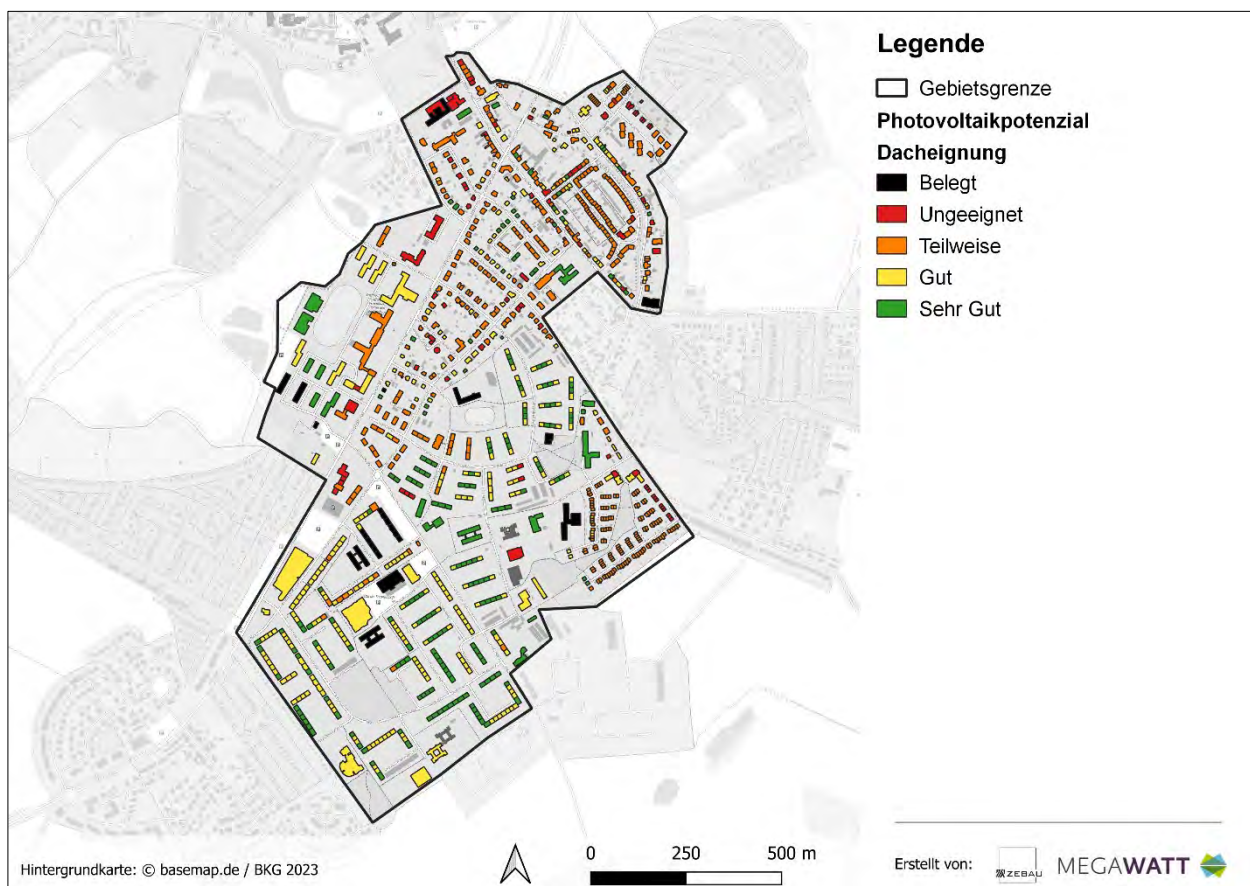 Legende
Gebietsgrenze
Photovoltaikpotenzial
Dacheignung
Belegt
Ungeeignet
Teilweise
Gut
Sehr Gut
Hintergrundkarte: © basemap.de / BKG 2023
0 250 500 m
Erstellt von:
ZEBAU
MEGAWATT